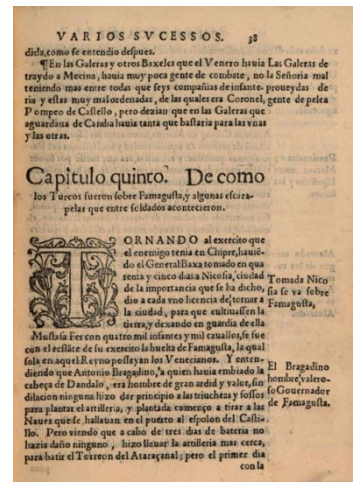 VARIOS SVCESSOS. 38
dida, como se entendio despues.
¶En las Galeras y otros Baxeles que el Venero hauia
traydo a Mecina, hauia muy poca gente de combate, no
teniendo mas entre todas que seys compañias de infante-
ria y estas muy mal ordenadas, de las quales era Coronel,
Pompeo de Castello, pero dezian que en las Galeras que
aguardaua de Candia hauia tanta que bastaria para las vnas
y las otras.
Las Galeras de
la Señoria mal
proueydas de
gente de pelea
Capitulo quinto. De como
los Turcos fueron sobre Famagusta, y algunas escara-
pelas que entre soldados acontecieron.
TORNANDO al exercito que
el enemigo tenia en Chipre, hauiē-
do el General Baxa tomado en qua
renta y cinco dias a Nicosia, ciudad
de la importancia que se ha dicho,
dio a cada vno licencia de tornar a
la ciudad, para que cultiuassen la
tierra, y dexando en guardia de ella
Mustafa Fer con quatro mil infantes y mil cauallos, se fue
con el restāte de su exercito la buelta de Famagusta, la qual
sola en aquel Reyno posseyan los Venecianos. Y enten-
diendo que Antonio Bragadino, a quien hauia embiado la
cabeça de Dandalo, era hombre de gran ardid y valor, sin
dilacion ninguna hizo dar principio a las trincheas y fossos
para plantar el artilleria, y plantada començo a tirar a las
Naues que se hallauan en el puerto al espolon del Casti-
llo. Pero viendo que a cabo de tres dias de bateria no
hazia daño ninguno, hizo lleuar la artilleria mas cerca,
para batir el Torreon del Ataraçanal; pero el primer dia
con la
Tomada Nico
sia se va sobre
Famagusta,
El Bragadino
hombre valero-
so Gouernador
de Famagusta.